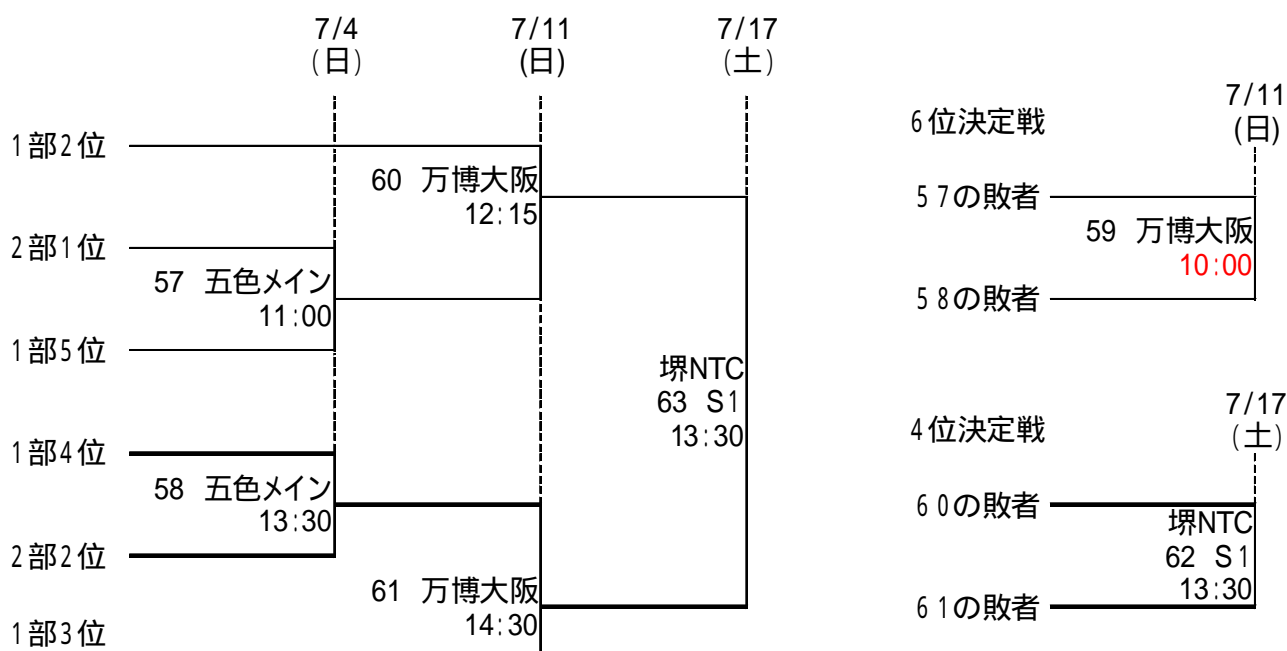 7/4
(日)
7/11
(日)
7/17
(土)
1部2位
60 万博大阪
12:15
2部1位
57 五色メイン
11:00
1部5位
堺NTC
63 S1
13:30
1部4位
58 五色メイン
13:30
2部2位
61 万博大阪
14:30
1部3位
7/11
(日)
6位決定戦
57の敗者
59 万博大阪
10:00
58の敗者
7/17
(土)
4位決定戦
60の敗者
堺NTC
62 S1
13:30
61の敗者